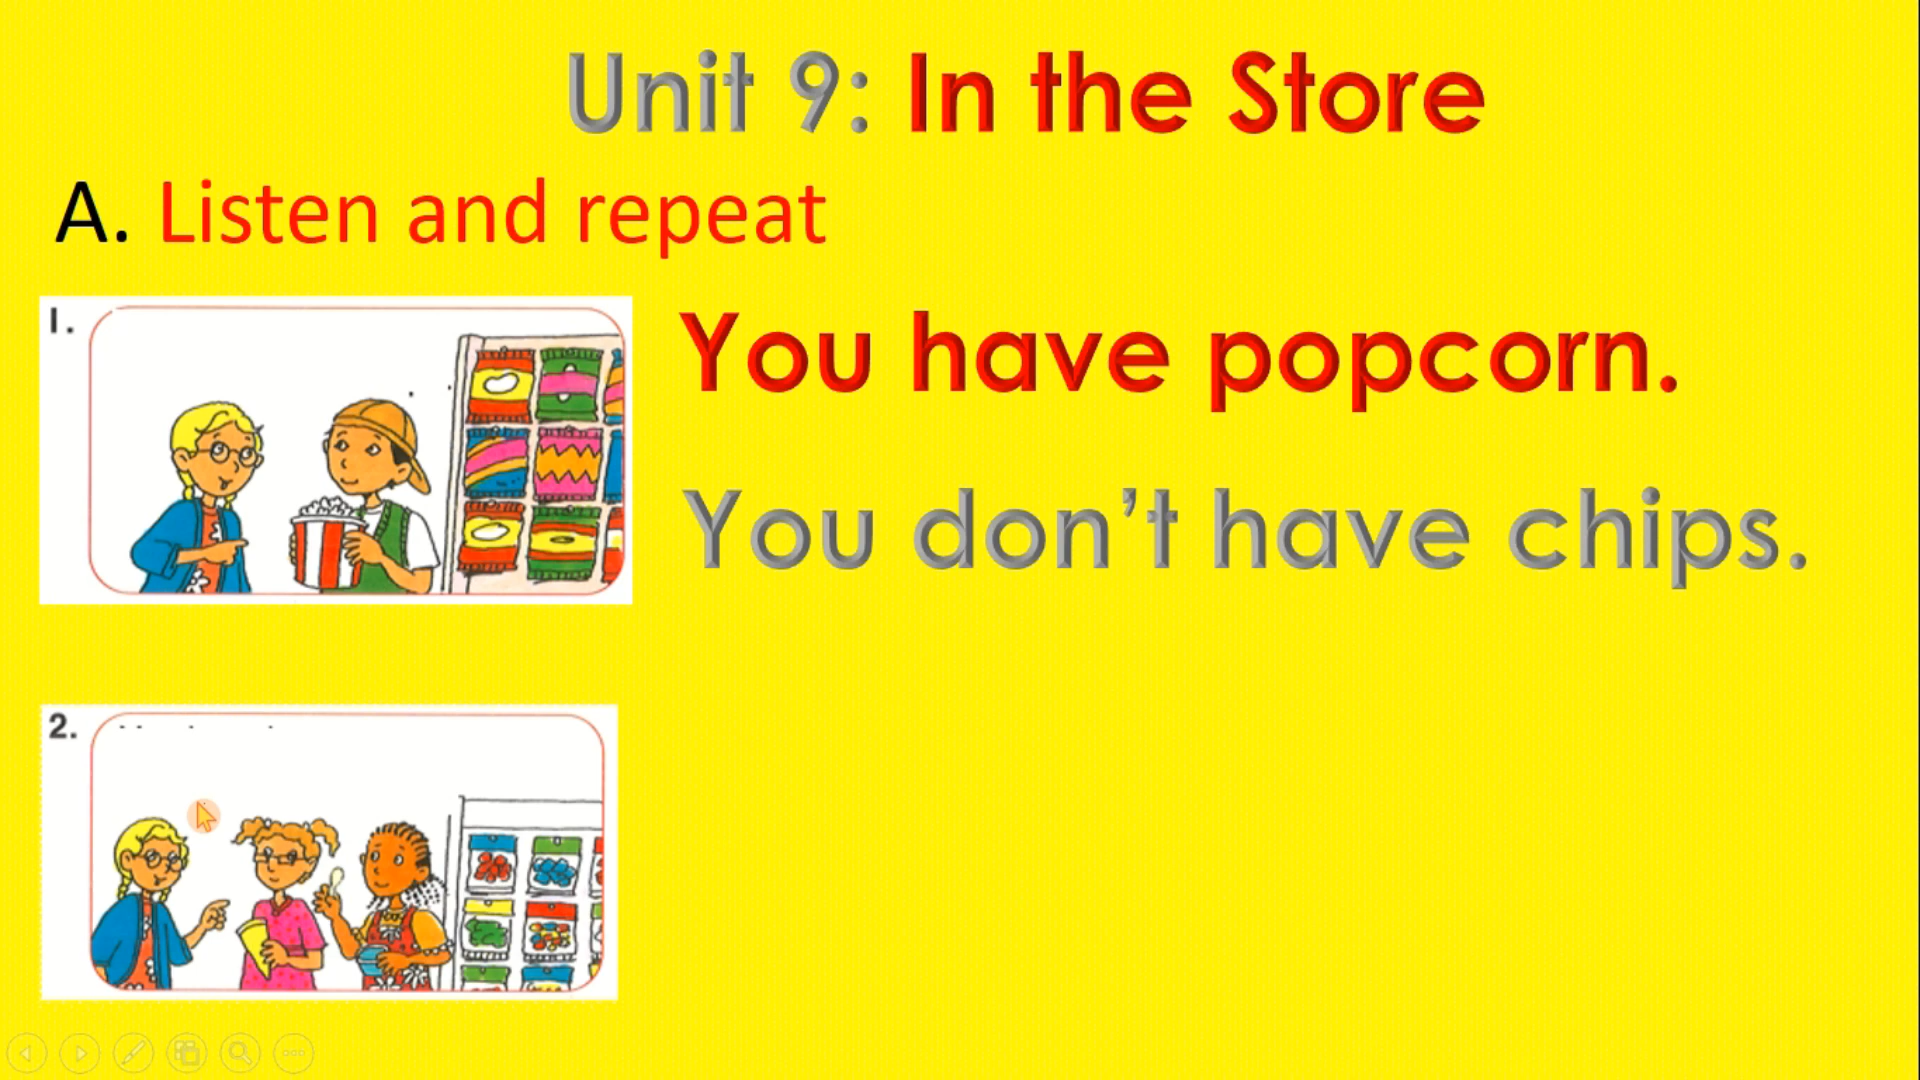 Unit 9: In the Store
A. Listen and repeat
1.
You have popcorn.
You don't have chips.
2.